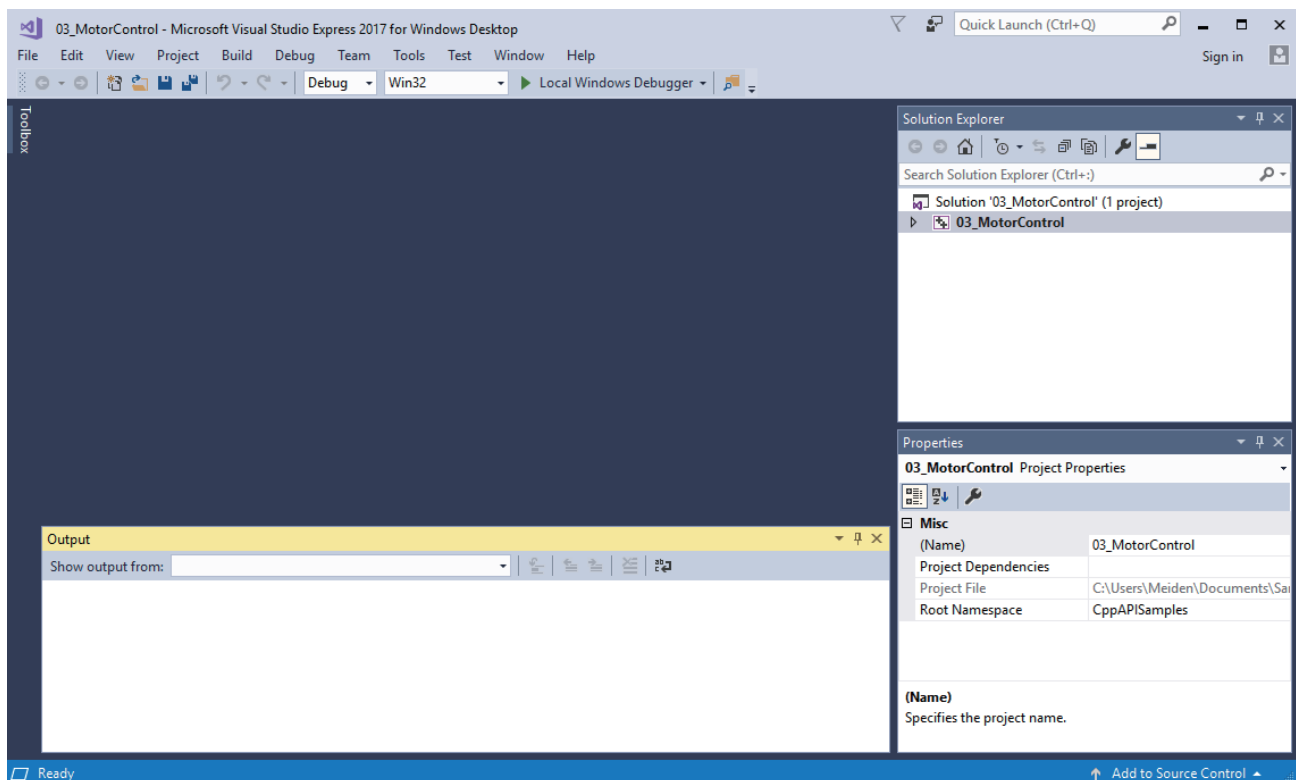 03_MotorControl - Microsoft Visual Studio Express 2017 for Windows Desktop
Quick Launch (Ctrl+Q)
File Edit View Project Build Debug Team Tools Test Window Help
Sign in
Debug Win32 Local Windows Debugger
Toolbox
Solution Explorer
Search Solution Explorer (Ctrl+:)
Solution '03_MotorControl' (1 project)
03_MotorControl
Properties
03_MotorControl Project Properties
Misc
(Name) 03_MotorControl
Project Dependencies
Project File C:\Users\Meiden\Documents\Sar
Root Namespace CppAPISamples
(Name)
Specifies the project name.
Output
Show output from:
Ready
Add to Source Control